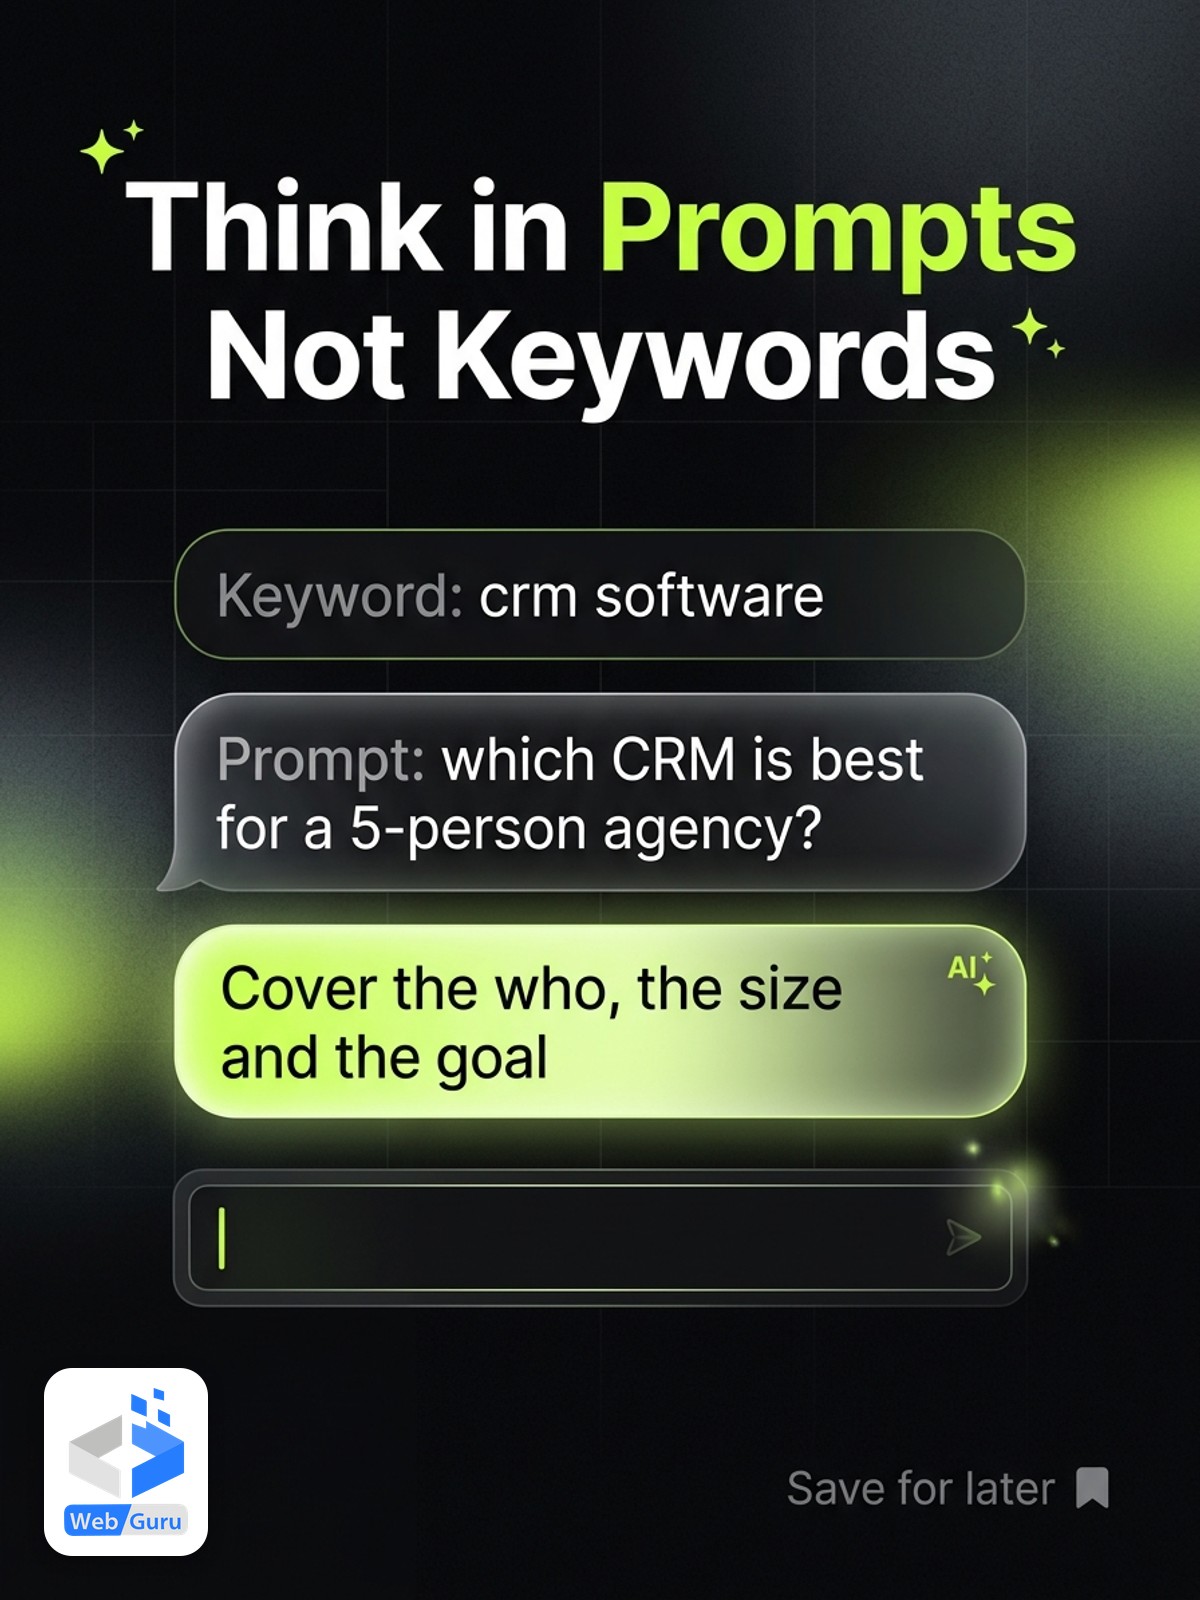 Think in Prompts
Not Keywords
Keyword: crm software
Prompt: which CRM is best
for a 5-person agency?
Cover the who, the size
and the goal
AI
Save for later
Web Guru